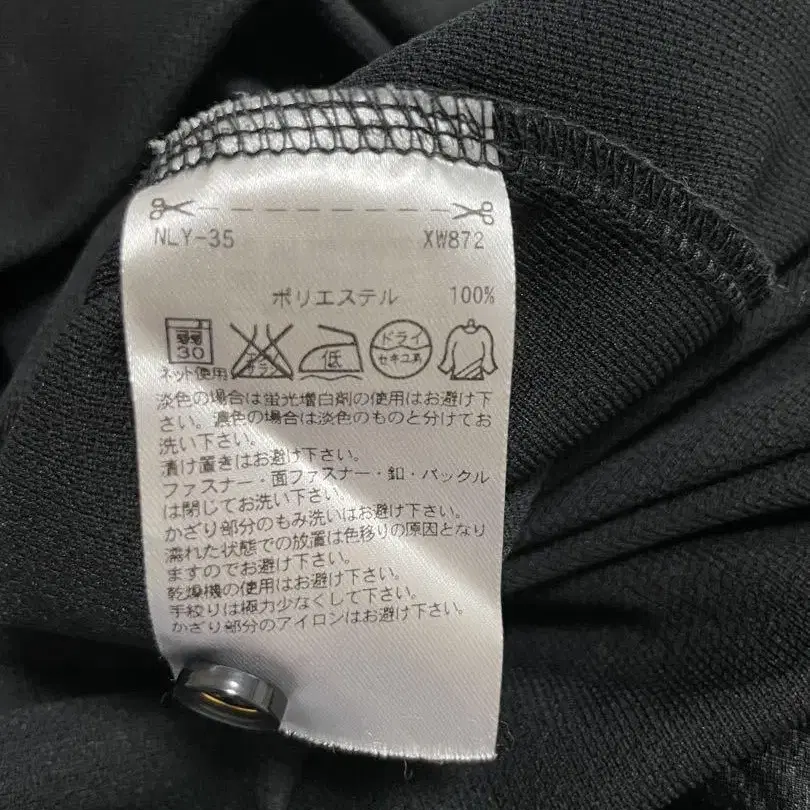 NLY-35 XW872
ポリエステル 100%
30 エンソ サラシ 低 ドライ セキユ系
ネット使用
淡色の場合は蛍光増白剤の使用はお避け下
さい。濃色の場合は淡色のものと分けてお
洗い下さい。
漬け置きはお避け下さい。
ファスナー・面ファスナー・釦・バックル
は閉じてお洗い下さい。
かざり部分のもみ洗いはお避け下さい。
濡れた状態での放置は色移りの原因となり
ますのでお避け下さい。
乾燥機の使用はお避け下さい。
手絞りは極力少なくして下さい。
かざり部分のアイロンはお避け下さい。